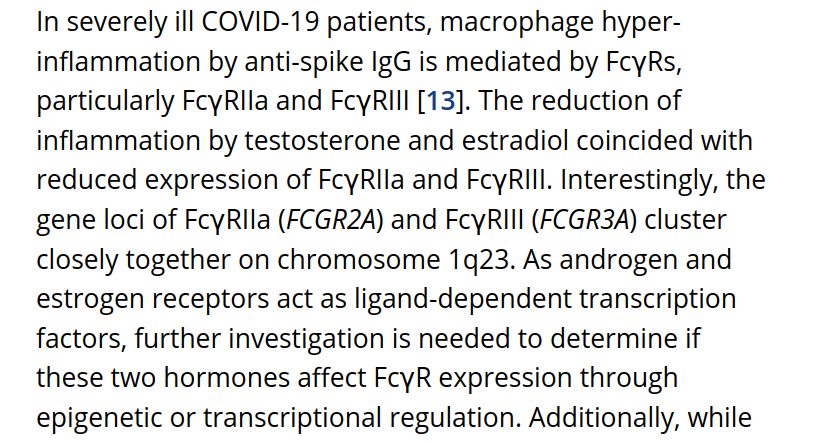 In severely ill COVID-19 patients, macrophage hyper-
inflammation by anti-spike IgG is mediated by FcγRs,
particularly FcγRIIa and FcγRIII [13]. The reduction of
inflammation by testosterone and estradiol coincided with
reduced expression of FcγRIIa and FcγRIII. Interestingly, the
gene loci of FcγRIIa (FCGR2A) and FcγRIII (FCGR3A) cluster
closely together on chromosome 1q23. As androgen and
estrogen receptors act as ligand-dependent transcription
factors, further investigation is needed to determine if
these two hormones affect FcγR expression through
epigenetic or transcriptional regulation. Additionally, while